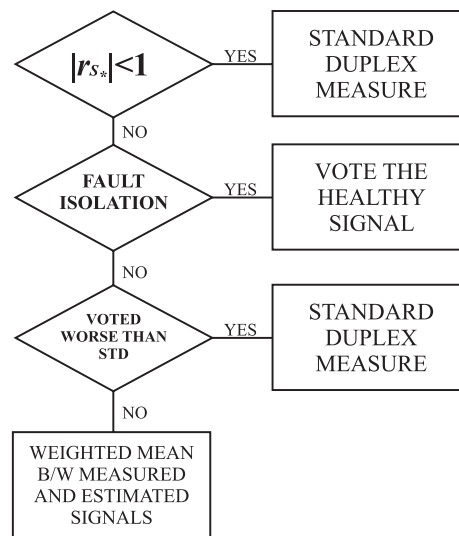 |rS*|<1
YES
STANDARD
DUPLEX
MEASURE
NO
FAULT
ISOLATION
YES
VOTE THE
HEALTHY
SIGNAL
NO
VOTED
WORSE THAN
STD
YES
STANDARD
DUPLEX
MEASURE
NO
WEIGHTED MEAN
B/W MEASURED
AND ESTIMATED
SIGNALS